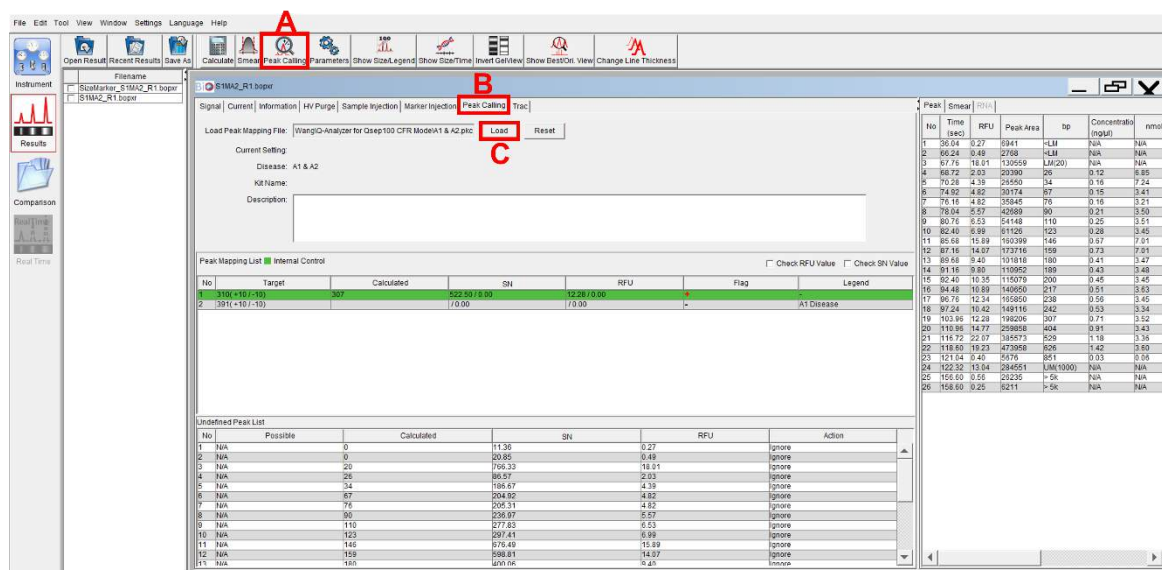 File Edit Tool View Window Settings Language Help
A
Open Result Recent Results Save As Calculate Smear Peak Calling Parameters Show Size/Legend Show Size/Time Invert GelView Show Best/Ori. View Change Line Thickness
Instrument
Results
Comparison
Real Time
Filename
SizeMarker_S1MA2_R1.bopxr
S1MA2_R1.bopxr
S1MA2_R1.bopxr
B
Signal Current Information HV Purge Sample Injection Marker Injection Peak Calling Trac
Load Peak Mapping File: WangIQ-Analyzer for Qsep100 CFR Mode\A1 & A2.pkc Load Reset
C
Current Setting:
Disease: A1 & A2
Kit Name:
Description:
Peak Mapping List Internal Control Check RFU Value Check SN Value
No Target Calculated SN RFU Flag Legend
1 310( +10 / -10) 307 522.50 / 0.00 12.28 / 0.00 + -
2 391( +10 / -10) / 0.00 / 0.00 - A1 Disease
Undefined Peak List
No Possible Calculated SN RFU Action
1 N/A 0 11.36 0.27 Ignore
2 N/A 0 20.85 0.49 Ignore
3 N/A 20 766.33 18.01 Ignore
4 N/A 26 86.57 2.03 Ignore
5 N/A 34 186.67 4.39 Ignore
6 N/A 67 204.92 4.82 Ignore
7 N/A 76 205.31 4.82 Ignore
8 N/A 90 236.97 5.57 Ignore
9 N/A 110 277.83 6.53 Ignore
10 N/A 123 297.41 6.99 Ignore
11 N/A 146 676.49 15.89 Ignore
12 N/A 159 598.81 14.07 Ignore
13 N/A 180 400.06 9.40 Ignore
Peak Smear RNA
No Time (sec) RFU Peak Area bp Concentratio (ng/µl) nmol
1 36.04 0.27 6941 <LM N/A N/A
2 66.24 0.49 2768 <LM N/A N/A
3 67.76 18.01 130559 LM(20) N/A N/A
4 68.72 2.03 20390 26 0.12 6.85
5 70.28 4.39 26550 34 0.16 7.24
6 74.92 4.82 30174 67 0.15 3.41
7 76.16 4.82 35845 76 0.16 3.21
8 78.04 5.57 42689 90 0.21 3.50
9 80.76 6.53 54148 110 0.25 3.51
10 82.40 6.99 61126 123 0.28 3.45
11 85.68 15.89 160399 146 0.67 7.01
12 87.16 14.07 173716 159 0.73 7.01
13 89.68 9.40 101818 180 0.41 3.47
14 91.16 9.80 110952 189 0.43 3.48
15 92.40 10.35 115079 200 0.45 3.45
16 94.48 10.89 140650 217 0.51 3.63
17 96.76 12.34 165850 238 0.56 3.45
18 97.24 10.42 149116 242 0.53 3.34
19 103.96 12.28 198206 307 0.71 3.52
20 110.96 14.77 259858 404 0.91 3.43
21 116.72 22.07 385573 529 1.18 3.36
22 118.60 19.23 473958 626 1.42 3.60
23 121.04 0.40 5676 851 0.03 0.06
24 122.32 13.04 284551 UM(1000) N/A N/A
25 156.60 0.56 26235 > 5k N/A N/A
26 158.60 0.25 6211 > 5k N/A N/A